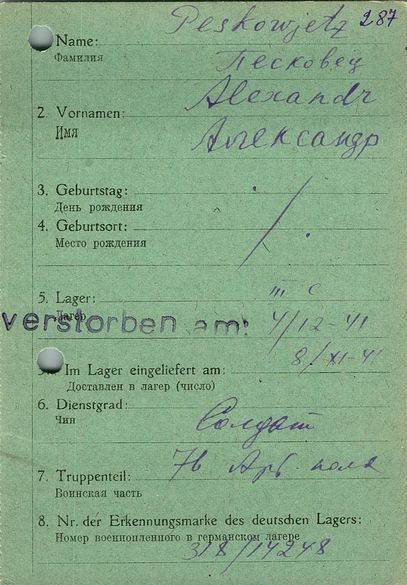 Peskowjetz 287
Name:
Фамилия
Песковец
Alexandr
2. Vornamen:
Имя
Александр
3. Geburtstag:
День рождения
4. Geburtsort:
Место рождения
5. Lager: III C
Лагерь
verstorben am: 4/12-41
8/XI-41
5. Im Lager eingeliefert am:
Доставлен в лагерь (число)
6. Dienstgrad:
Чин
Солдат
76 Арб. полк
7. Truppenteil:
Воинская часть
8. Nr. der Erkennungsmarke des deutschen Lagers:
Номер военнопленного в германском лагере
318/14248